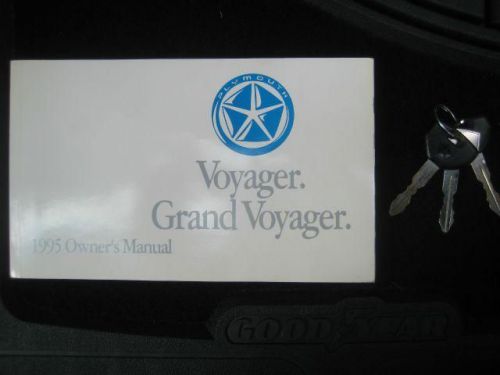 PLYMOUTH
Voyager.
Grand Voyager.
1995 Owner's Manual
GOODYEAR